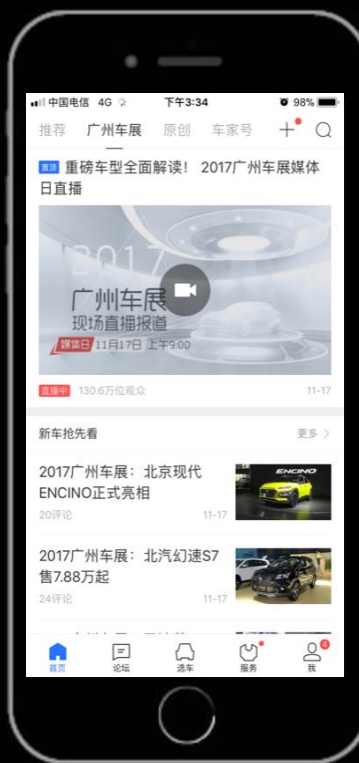 中国电信 4G 下午3:34 98%
推荐 广州车展 原创 车家号
置顶 重磅车型全面解读！ 2017广州车展媒体
日直播
2017
广州车展
现场直播报道
媒体日 11月17日 上午9:00
直播中 130.6万位观众 11-17
新车抢先看 更多
2017广州车展：北京现代
ENCINO正式亮相
ENCINO
20评论 11-17
2017广州车展：北汽幻速S7
售7.88万起
24评论 11-17
首页 论坛 选车 服务 我
4